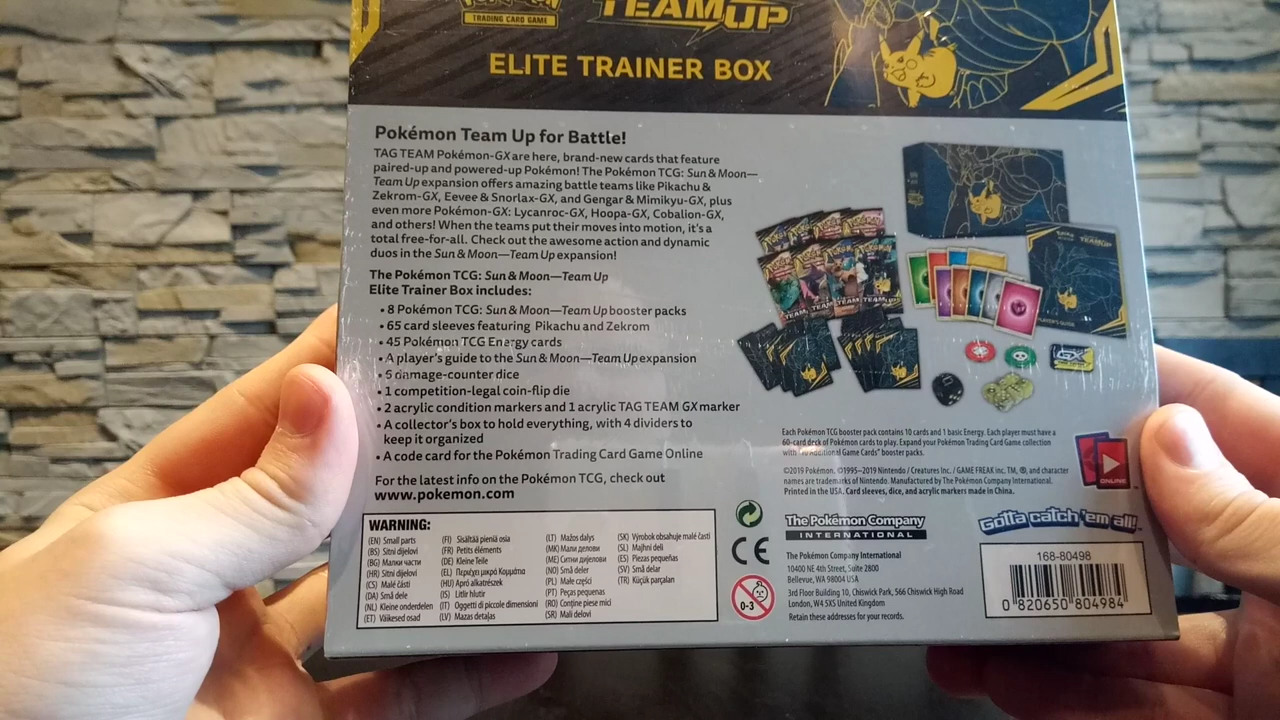 Pokémon
TRADING CARD GAME
TEAM UP
ELITE TRAINER BOX
Pokémon Team Up for Battle!
TAG TEAM Pokémon-GX are here, brand-new cards that feature
paired-up and powered-up Pokémon! The Pokémon TCG: Sun & Moon—
Team Up expansion offers amazing battle teams like Pikachu &
Zekrom-GX, Eevee & Snorlax-GX, and Gengar & Mimikyu-GX, plus
even more Pokémon-GX: Lycanroc-GX, Hoopa-GX, Cobalion-GX,
and others! When the teams put their moves into motion, it's a
total free-for-all. Check out the awesome action and dynamic
duos in the Sun & Moon—Team Up expansion!
The Pokémon TCG: Sun & Moon—Team Up
Elite Trainer Box includes:
• 8 Pokémon TCG: Sun & Moon—Team Up booster packs
• 65 card sleeves featuring Pikachu and Zekrom
• 45 Pokémon TCG Energy cards
• A player's guide to the Sun & Moon—Team Up expansion
• 6 damage-counter dice
• 1 competition-legal coin-flip die
• 2 acrylic condition markers and 1 acrylic TAG TEAM GX marker
• A collector's box to hold everything, with 4 dividers to
keep it organized
• A code card for the Pokémon Trading Card Game Online
For the latest info on the Pokémon TCG, check out
www.pokemon.com
TEAM UP
PLAYER'S GUIDE
GX
Each Pokémon TCG booster pack contains 10 cards and 1 basic Energy. Each player must have a
60-card deck of Pokémon cards to play. Expand your Pokémon Trading Card Game collection
with "10 Additional Game Cards" booster packs.
©2019 Pokémon. ©1995–2019 Nintendo / Creatures Inc. / GAME FREAK inc. TM, ®, and character
names are trademarks of Nintendo. Manufactured by The Pokémon Company International.
Printed in the USA. Card sleeves, dice, and acrylic markers made in China.
ONLINE
WARNING:
(EN) Small parts
(BS) Sitni dijelovi
(BG) Малки части
(HR) Sitni dijelovi
(CS) Malé části
(DA) Små dele
(NL) Kleine onderdelen
(ET) Väikesed osad
(FI) Sisältää pieniä osia
(FR) Petits éléments
(DE) Kleine Teile
(EL) Περιέχει μικρά Κομμάτια
(HU) Apró alkatrészek
(IS) Litlir hlutir
(IT) Oggetti di piccole dimensioni
(LV) Mazas detaļas
(LT) Mažos dalys
(MK) Мали делови
(ME) Ситни дијелови
(NO) Små deler
(PL) Małe części
(PT) Peças pequenas
(RO) Conține piese mici
(SR) Mali delovi
(SK) Výrobok obsahuje malé časti
(SL) Majhni deli
(ES) Piezas pequeñas
(SV) Små delar
(TR) Küçük parçaları
CE
0-3
The Pokémon Company
INTERNATIONAL
The Pokémon Company International
10400 NE 4th Street, Suite 2800
Bellevue, WA 98004 USA
3rd Floor Building 10, Chiswick Park, 566 Chiswick High Road
London, W4 5XS United Kingdom
Retain these addresses for your records.
Gotta catch 'em all!
168-80498
0 820650 804984